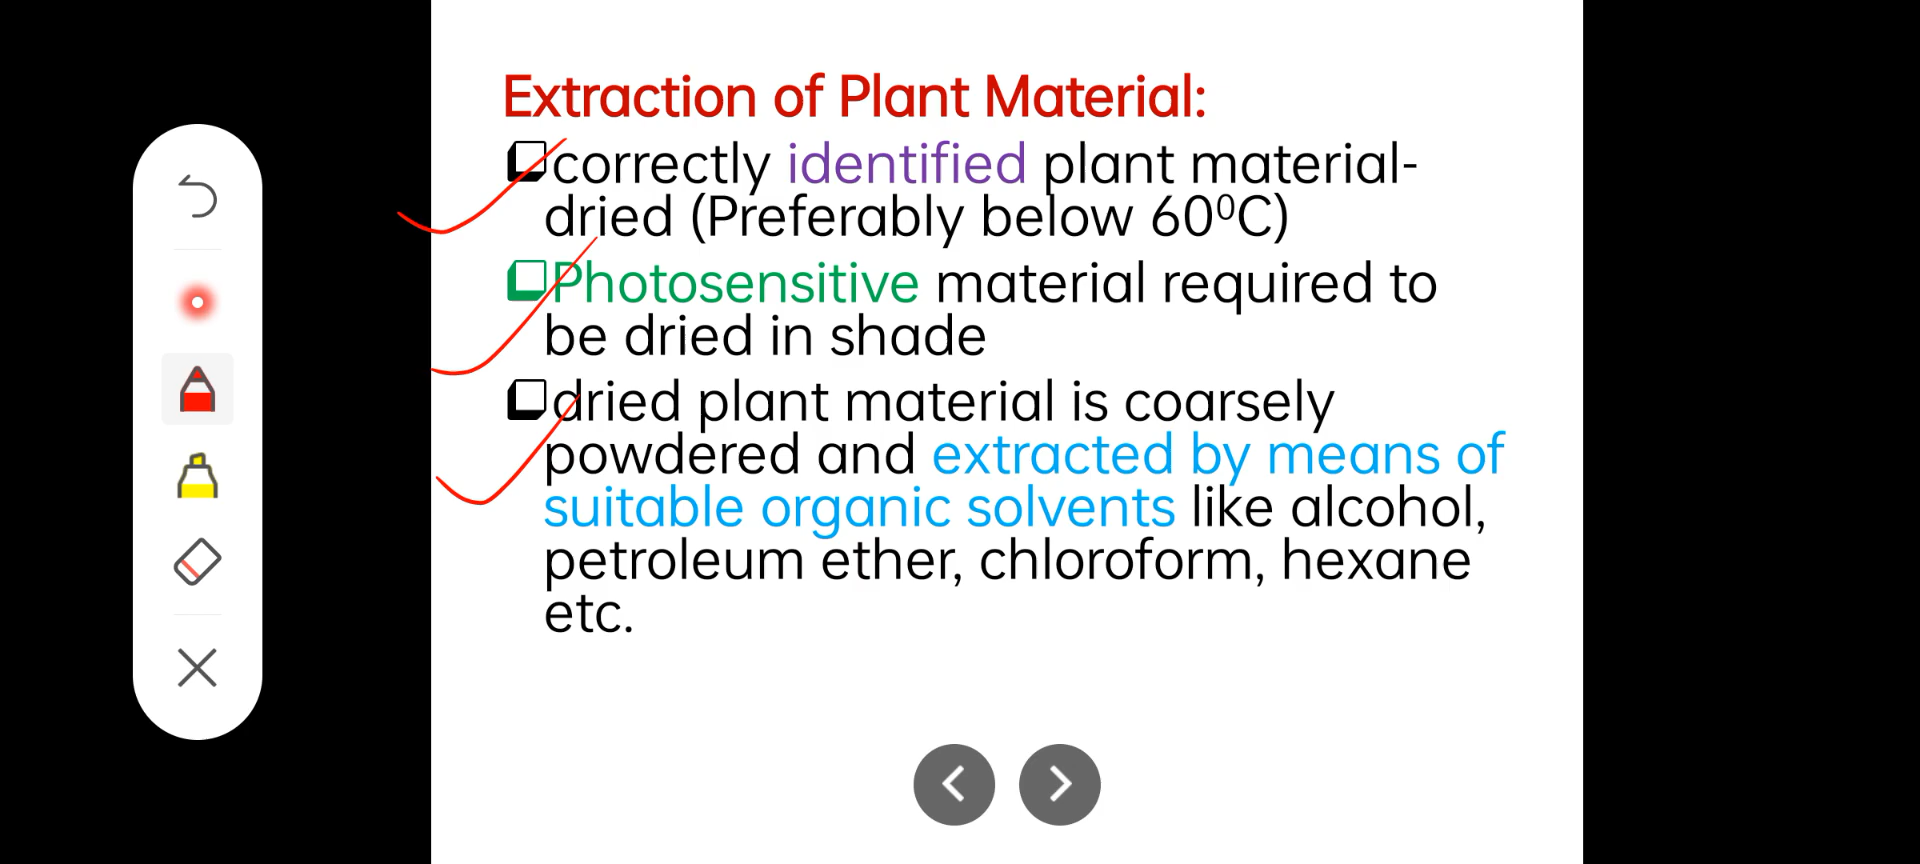 Extraction of Plant Material:
correctly identified plant material-
dried (Preferably below 60⁰C)
Photosensitive material required to
be dried in shade
dried plant material is coarsely
powdered and extracted by means of
suitable organic solvents like alcohol,
petroleum ether, chloroform, hexane
etc.